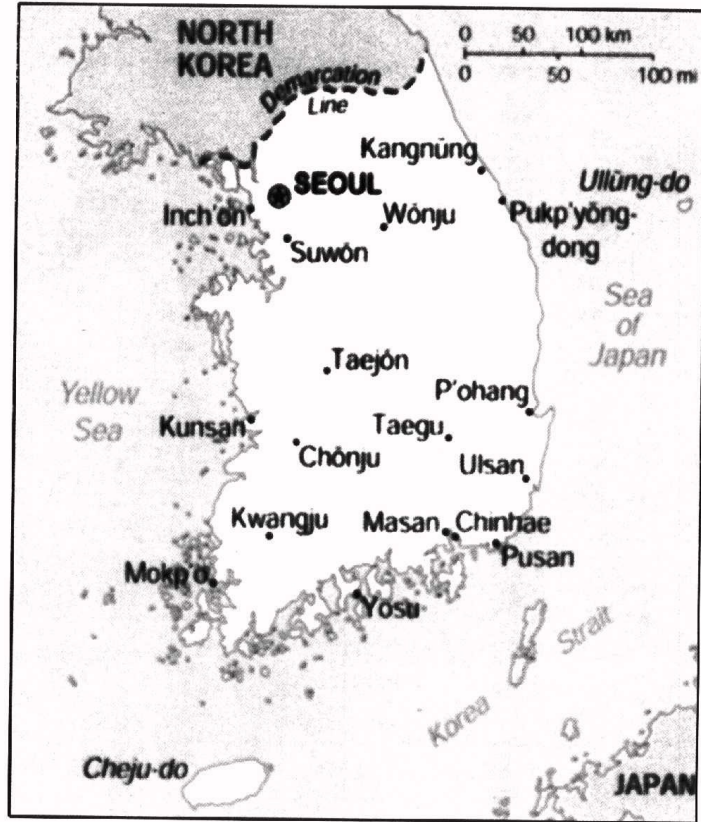 NORTH
KOREA
0 50 100 km
0 50 100 mi
Demarcation
Line
Kangnŭng
Ullŭng-do
SEOUL
Inch'ŏn
Wŏnju
Pukp'yŏng-
dong
Suwŏn
Sea
of
Japan
Taejŏn
Yellow
Sea
P'ohang
Kunsan
Taegu
Chŏnju
Ulsan
Kwangju
Masan
Chinhae
Pusan
Mokp'o
Yosu
Korea Strait
Cheju-do
JAPAN